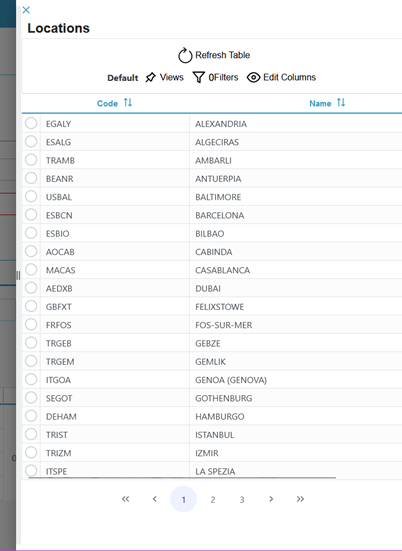 Locations
Refresh Table
Default Views 0Filters Edit Columns
Code Name
EGALY ALEXANDRIA
ESALG ALGECIRAS
TRAMB AMBARLI
BEANR ANTUERPIA
USBAL BALTIMORE
ESBCN BARCELONA
ESBIO BILBAO
AOCAB CABINDA
MACAS CASABLANCA
AEDXB DUBAI
GBFXT FELIXSTOWE
FRFOS FOS-SUR-MER
TRGEB GEBZE
TRGEM GEMLIK
ITGOA GENOA (GENOVA)
SEGOT GOTHENBURG
DEHAM HAMBURGO
TRIST ISTANBUL
TRIZM IZMIR
ITSPE LA SPEZIA
« ‹ 1 2 3 › »